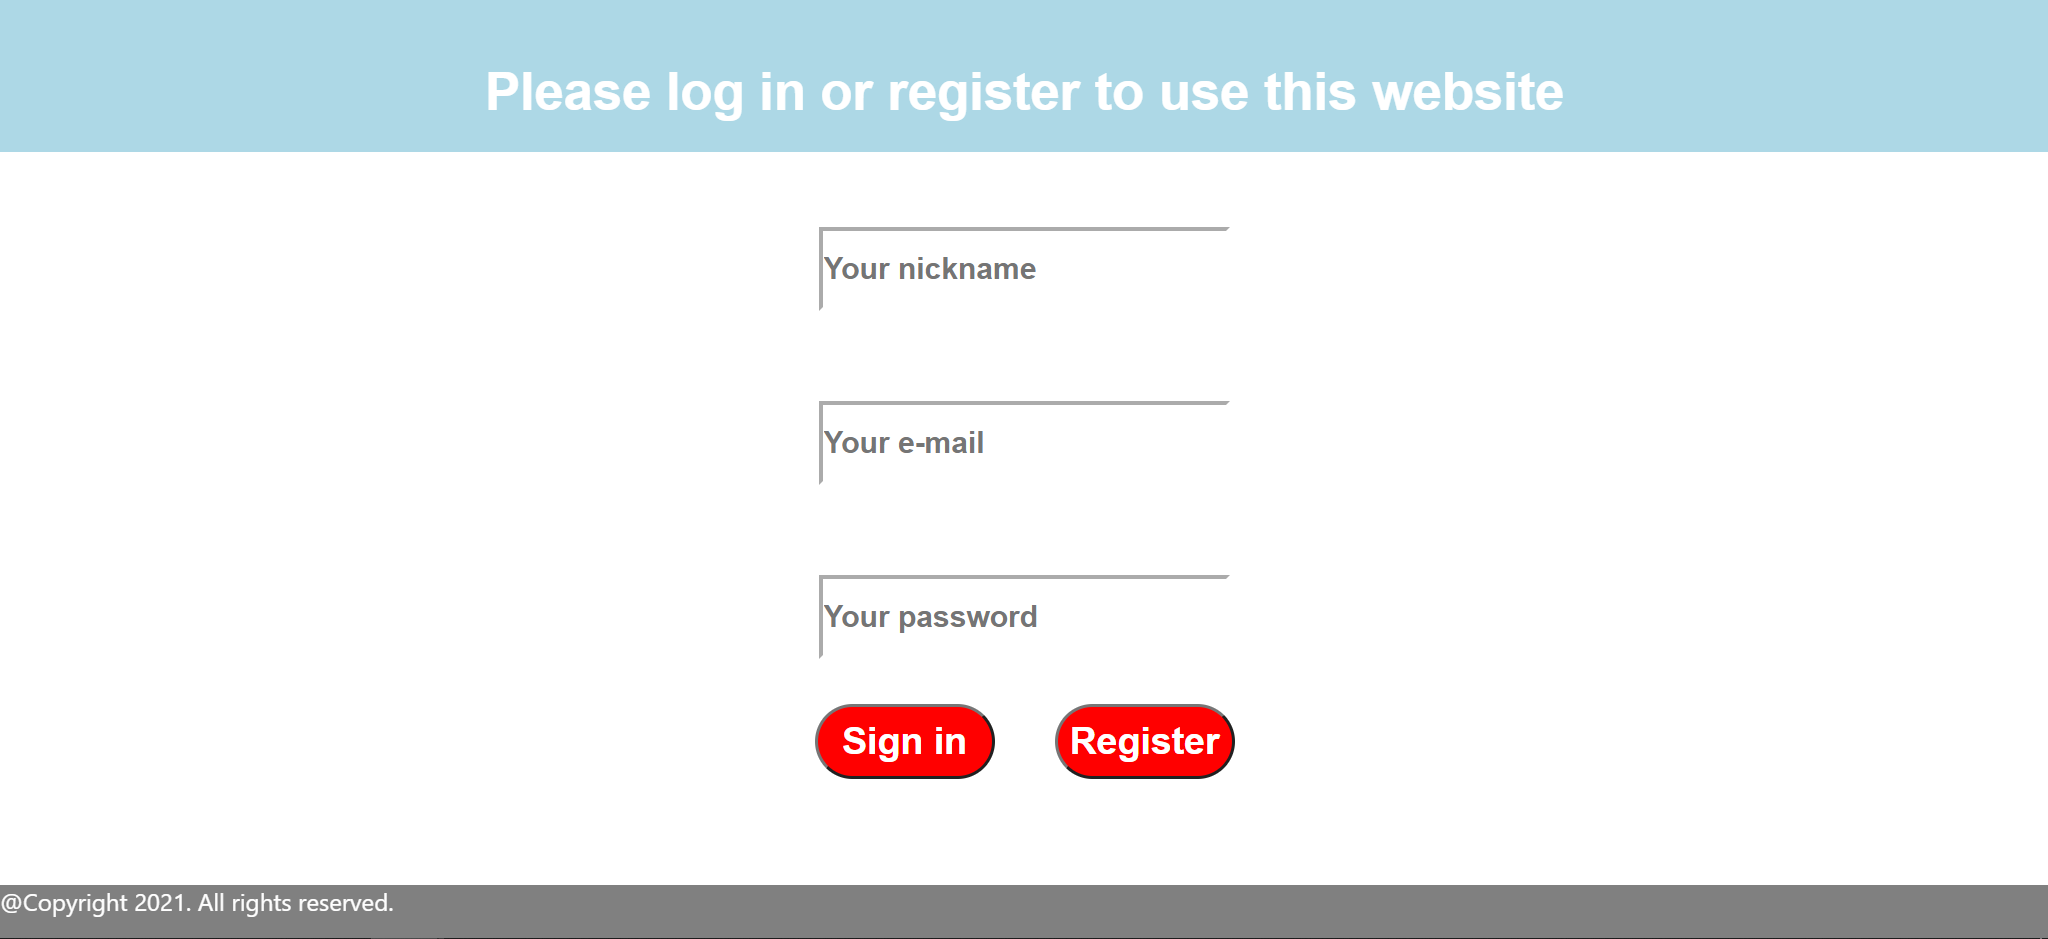 Please log in or register to use this website
Your nickname
Your e-mail
Your password
Sign in
Register
@Copyright 2021. All rights reserved.